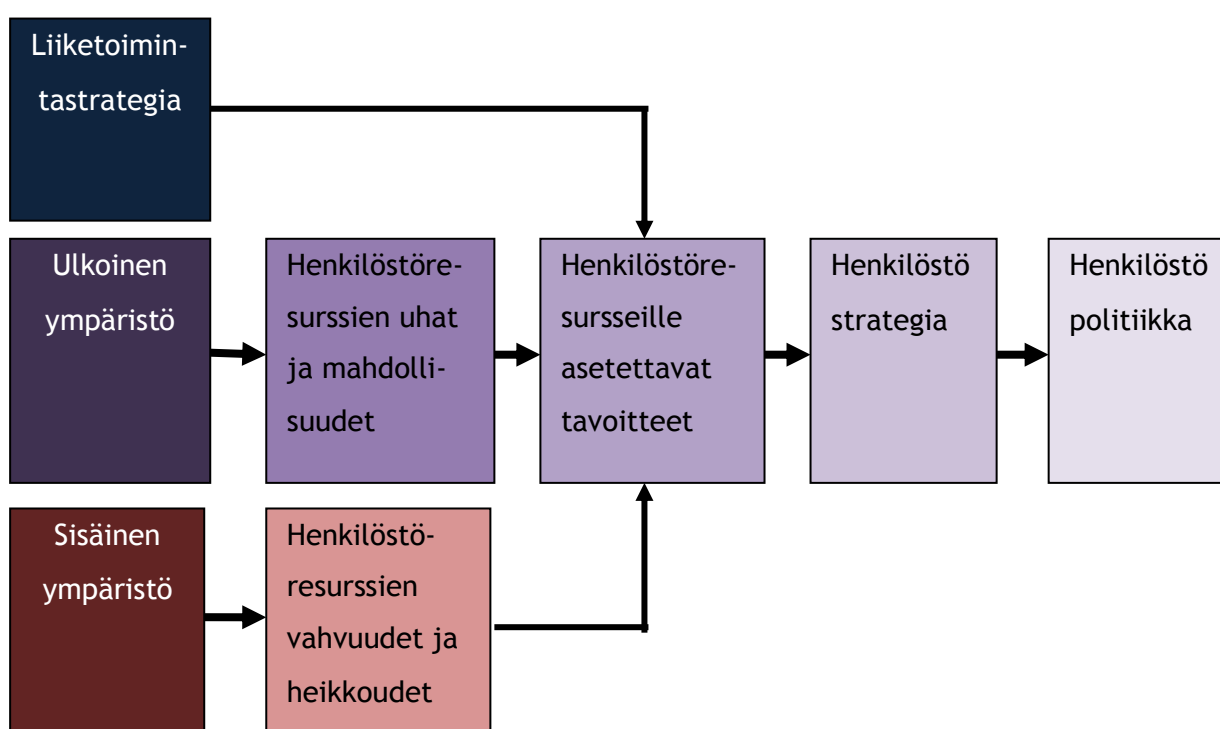 Liiketoimin-
tastrategia
Ulkoinen
ympäristö
Henkilöstöre-
surssien uhat
ja mahdolli-
suudet
Henkilöstöre-
sursseille
asetettavat
tavoitteet
Henkilöstö
strategia
Henkilöstö
politiikka
Sisäinen
ympäristö
Henkilöstö-
resurssien
vahvuudet ja
heikkoudet